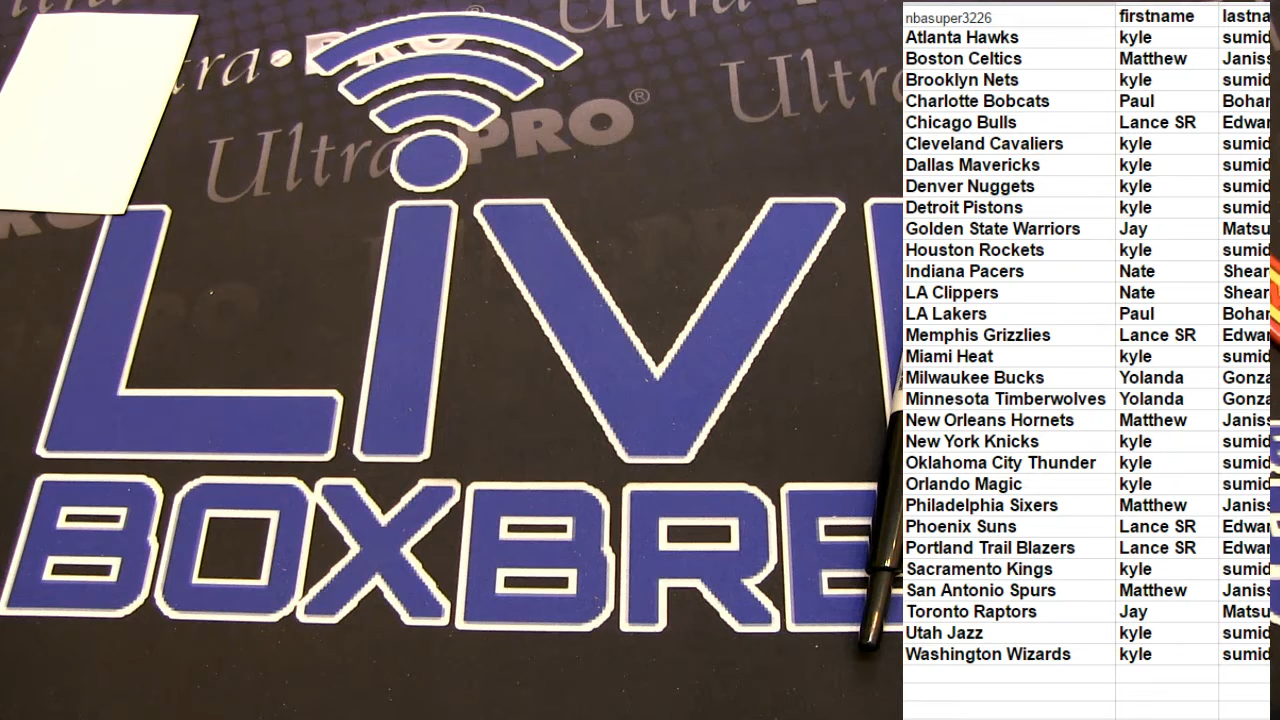 Ultra PRO®
Ultra
Ultra
tra
PRO
LiV
BOXBRE
nbasuper3226 firstname lastna
Atlanta Hawks kyle sumid
Boston Celtics Matthew Janiss
Brooklyn Nets kyle sumid
Charlotte Bobcats Paul Bohan
Chicago Bulls Lance SR Edwar
Cleveland Cavaliers kyle sumid
Dallas Mavericks kyle sumid
Denver Nuggets kyle sumid
Detroit Pistons kyle sumid
Golden State Warriors Jay Matsu
Houston Rockets kyle sumid
Indiana Pacers Nate Shear
LA Clippers Nate Shear
LA Lakers Paul Bohan
Memphis Grizzlies Lance SR Edwar
Miami Heat kyle sumid
Milwaukee Bucks Yolanda Gonza
Minnesota Timberwolves Yolanda Gonza
New Orleans Hornets Matthew Janiss
New York Knicks kyle sumid
Oklahoma City Thunder kyle sumid
Orlando Magic kyle sumid
Philadelphia Sixers Matthew Janiss
Phoenix Suns Lance SR Edwar
Portland Trail Blazers Lance SR Edwar
Sacramento Kings kyle sumid
San Antonio Spurs Matthew Janiss
Toronto Raptors Jay Matsu
Utah Jazz kyle sumid
Washington Wizards kyle sumid